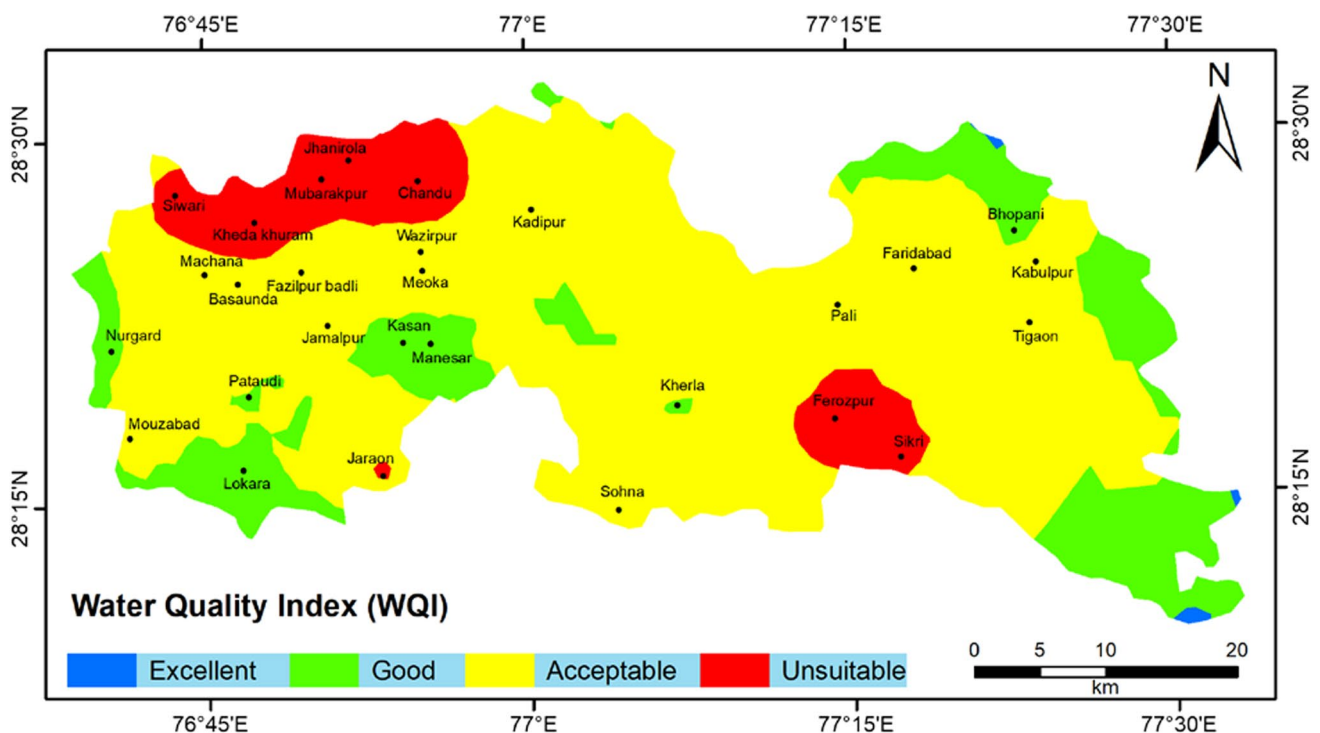 76°45'E 77°E 77°15'E 77°30'E
N
28°30'N
28°30'N
Jhanirola
Mubarakpur
Chandu
Siwari
Kheda khuram
Kadipur
Bhopani
Wazirpur
Faridabad
Kabulpur
Machana
Basaunda
Fazilpur badli
Meoka
Pali
Tigaon
Nurgard
Jamalpur
Kasan
Manesar
Pataudi
Kherla
Ferozpur
Mouzabad
Sikri
Jaraon
Lokara
Sohna
28°15'N
28°15'N
Water Quality Index (WQI)
Excellent Good Acceptable Unsuitable
0 5 10 20
km
76°45'E 77°E 77°15'E 77°30'E